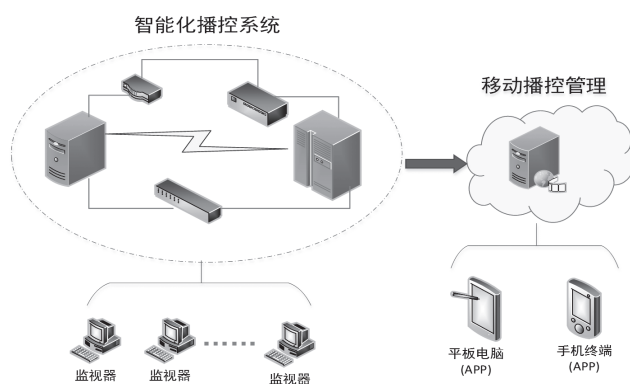 智能化播控系统
移动播控管理
监视器
监视器
监视器
平板电脑
(APP)
手机终端
(APP)